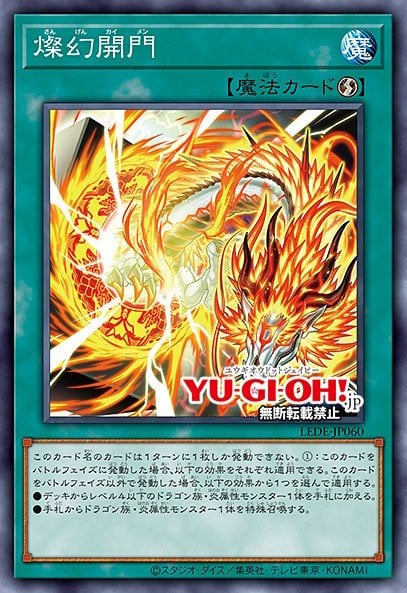 さん げん カイ メン
燦幻開門
魔
【魔法カード】
ユウギオウドットジェイピー
YU-GI-OH!.jp
無断転載禁止
LEDE-JP060
このカード名のカードは1ターンに1枚しか発動できない。①：このカードを
バトルフェイズに発動した場合、以下の効果をそれぞれ適用できる。このカードを
バトルフェイズ以外で発動した場合、以下の効果から1つを選んで適用する。
●デッキからレベル4以下のドラゴン族・炎属性モンスター1体を手札に加える。
●手札からドラゴン族・炎属性モンスター1体を特殊召喚する。
©スタジオ・ダイス／集英社・テレビ東京・KONAMI